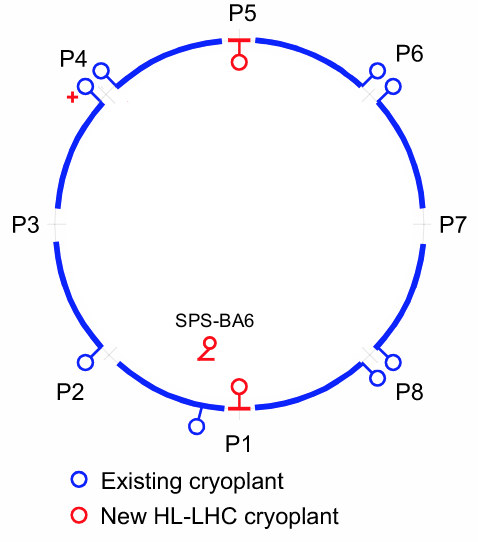 P5
P4
P6
+
P3
P7
SPS-BA6
P2
P8
P1
Existing cryoplant
New HL-LHC cryoplant